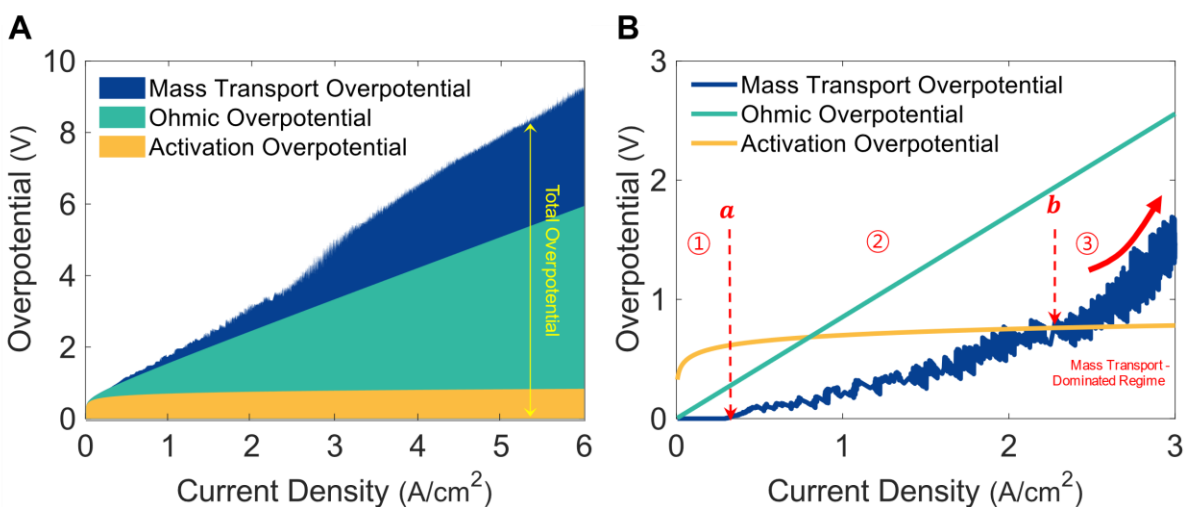 A
Overpotential (V)
10
8
6
4
2
0
Mass Transport Overpotential
Ohmic Overpotential
Activation Overpotential
Total Overpotential
0 1 2 3 4 5 6
Current Density (A/cm²)
B
Overpotential (V)
3
2
1
0
Mass Transport Overpotential
Ohmic Overpotential
Activation Overpotential
a
b
① ② ③
Mass Transport -
Dominated Regime
0 1 2 3
Current Density (A/cm²)